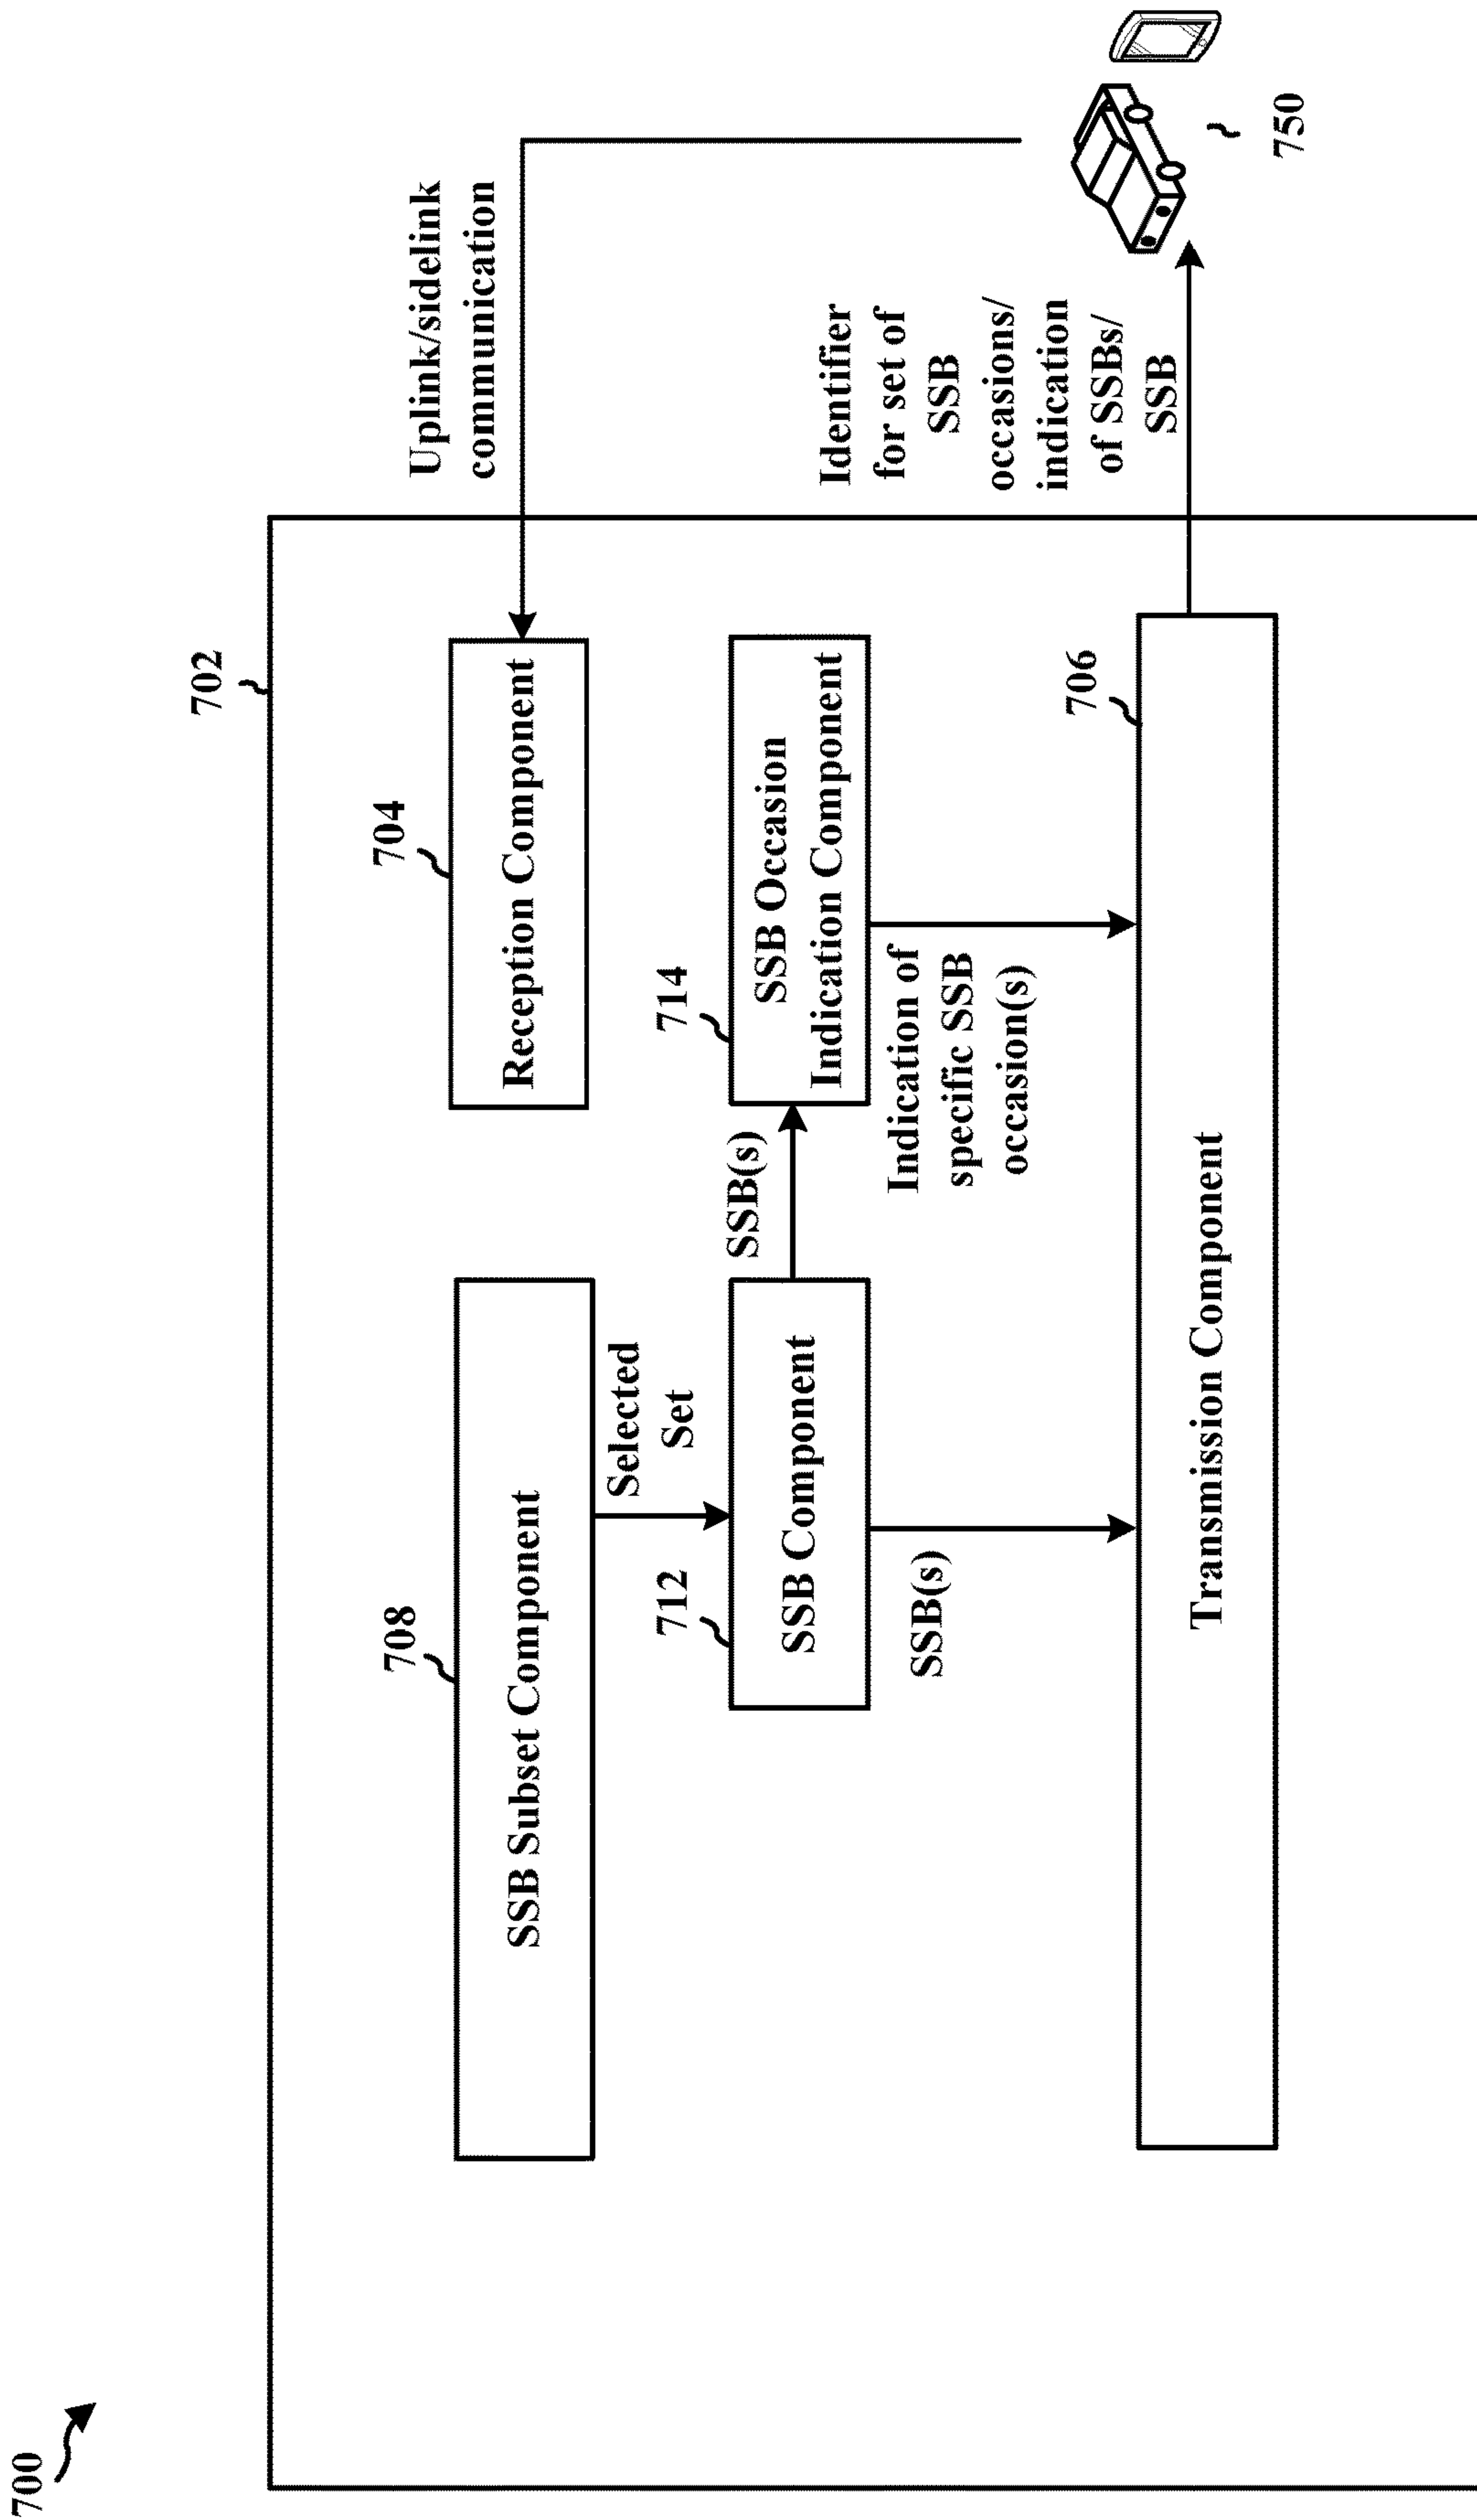 700
702
704
Reception Component
Uplink/sidelink
communication
708
SSB Subset Component
Selected
Set
712
SSB Component
SSB(s)
714
SSB Occasion
Indication Component
SSB(s)
Indication of
specific SSB
occasion(s)
706
Transmission Component
Identifier
for set of
SSB
occasions/
indication
of SSBs/
SSB
750